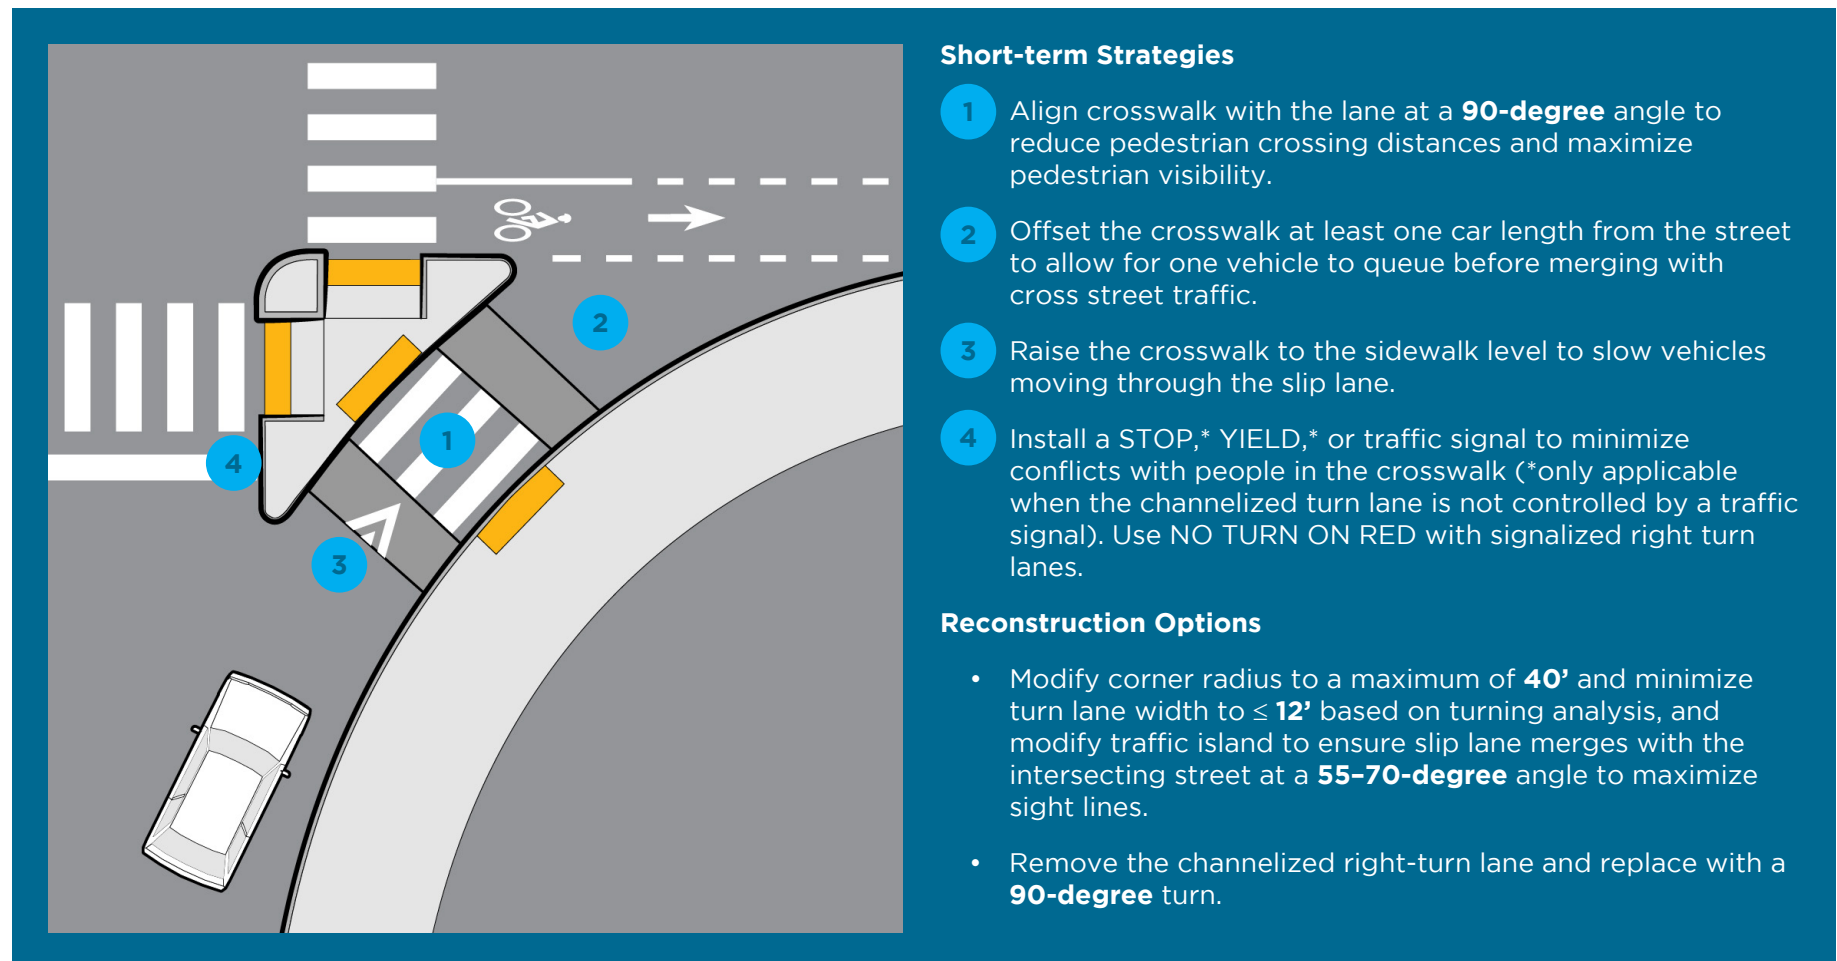 Short-term Strategies
1 Align crosswalk with the lane at a 90-degree angle to
reduce pedestrian crossing distances and maximize
pedestrian visibility.
2 Offset the crosswalk at least one car length from the street
to allow for one vehicle to queue before merging with
cross street traffic.
3 Raise the crosswalk to the sidewalk level to slow vehicles
moving through the slip lane.
4 Install a STOP,* YIELD,* or traffic signal to minimize
conflicts with people in the crosswalk (*only applicable
when the channelized turn lane is not controlled by a traffic
signal). Use NO TURN ON RED with signalized right turn
lanes.
Reconstruction Options
• Modify corner radius to a maximum of 40’ and minimize
turn lane width to ≤ 12’ based on turning analysis, and
modify traffic island to ensure slip lane merges with the
intersecting street at a 55–70-degree angle to maximize
sight lines.
• Remove the channelized right-turn lane and replace with a
90-degree turn.
2
1
4
3